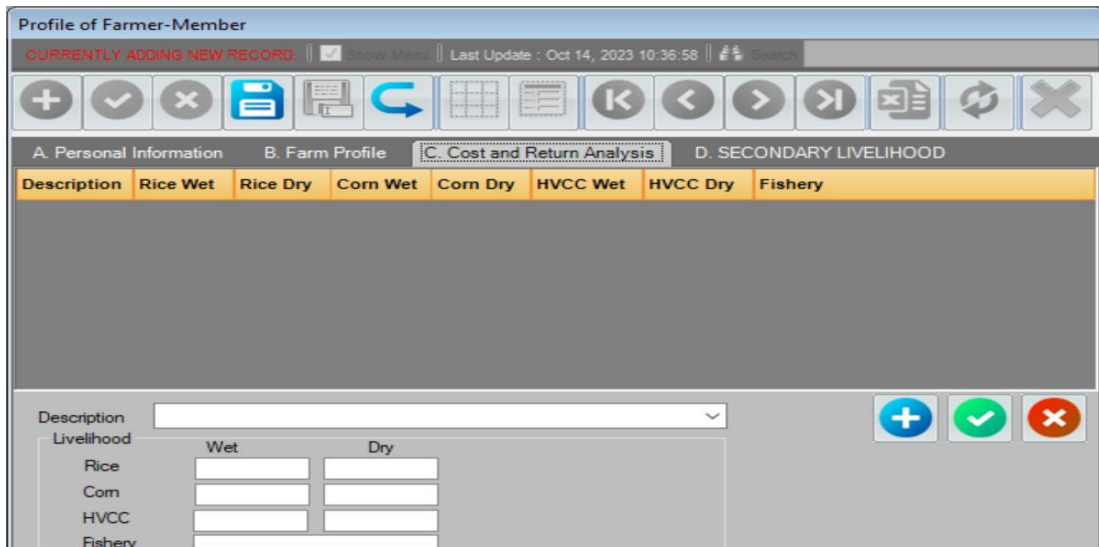 Profile of Farmer-Member
CURRENTLY ADDING NEW RECORD. Show Menu Last Update : Oct 14, 2023 10:36:58 Search
A. Personal Information B. Farm Profile C. Cost and Return Analysis D. SECONDARY LIVELIHOOD
Description Rice Wet Rice Dry Corn Wet Corn Dry HVCC Wet HVCC Dry Fishery
Description
Livelihood
Wet Dry
Rice
Corn
HVCC
Fishery